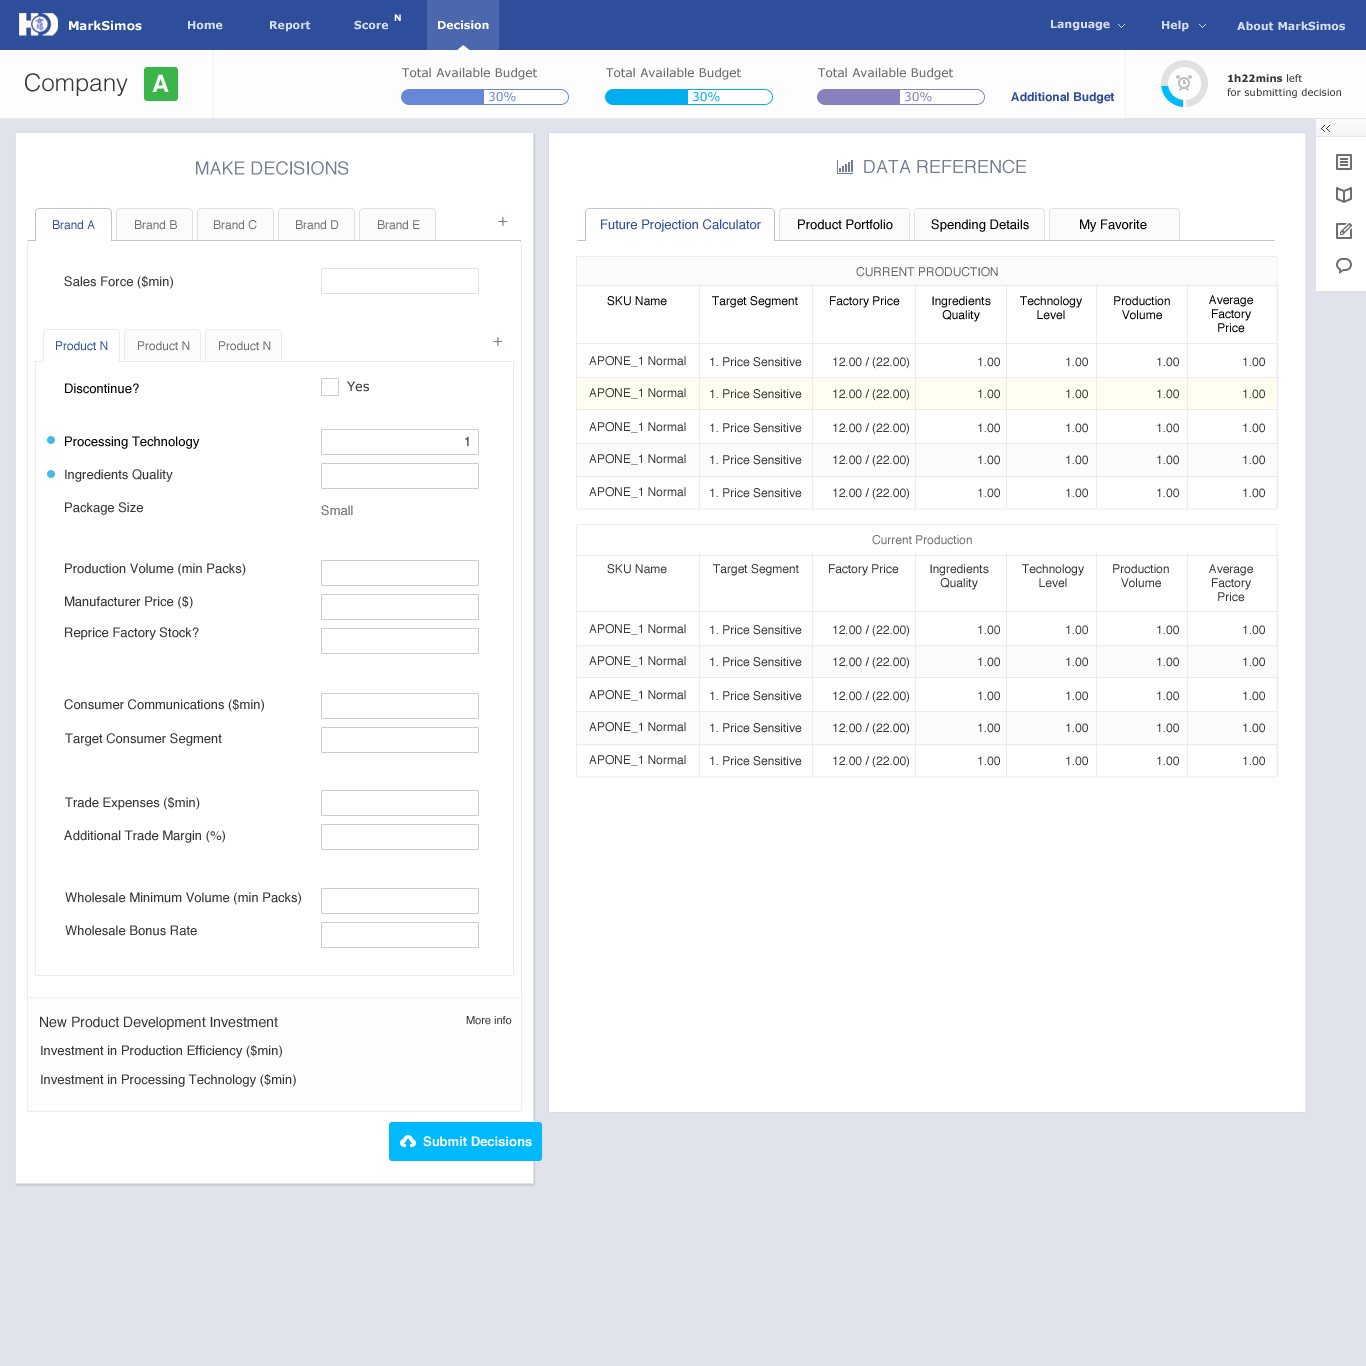 HD MarkSimos Home Report Score N Decision Language Help About MarkSimos
Company A
Total Available Budget Total Available Budget Total Available Budget
30% 30% 30%
Additional Budget
1h22mins left
for submitting decision
MAKE DECISIONS
Brand A Brand B Brand C Brand D Brand E +
Sales Force ($min)
Product N Product N Product N +
Discontinue? Yes
Processing Technology 1
Ingredients Quality
Package Size Small
Production Volume (min Packs)
Manufacturer Price ($)
Reprice Factory Stock?
Consumer Communications ($min)
Target Consumer Segment
Trade Expenses ($min)
Additional Trade Margin (%)
Wholesale Minimum Volume (min Packs)
Wholesale Bonus Rate
New Product Development Investment More info
Investment in Production Efficiency ($min)
Investment in Processing Technology ($min)
Submit Decisions
DATA REFERENCE
Future Projection Calculator Product Portfolio Spending Details My Favorite
CURRENT PRODUCTION
SKU Name Target Segment Factory Price Ingredients Technology Production Average
Quality Level Volume Factory
Price
APONE_1 Normal 1. Price Sensitive 12.00 / (22.00) 1.00 1.00 1.00 1.00
APONE_1 Normal 1. Price Sensitive 12.00 / (22.00) 1.00 1.00 1.00 1.00
APONE_1 Normal 1. Price Sensitive 12.00 / (22.00) 1.00 1.00 1.00 1.00
APONE_1 Normal 1. Price Sensitive 12.00 / (22.00) 1.00 1.00 1.00 1.00
APONE_1 Normal 1. Price Sensitive 12.00 / (22.00) 1.00 1.00 1.00 1.00
Current Production
SKU Name Target Segment Factory Price Ingredients Technology Production Average
Quality Level Volume Factory
Price
APONE_1 Normal 1. Price Sensitive 12.00 / (22.00) 1.00 1.00 1.00 1.00
APONE_1 Normal 1. Price Sensitive 12.00 / (22.00) 1.00 1.00 1.00 1.00
APONE_1 Normal 1. Price Sensitive 12.00 / (22.00) 1.00 1.00 1.00 1.00
APONE_1 Normal 1. Price Sensitive 12.00 / (22.00) 1.00 1.00 1.00 1.00
APONE_1 Normal 1. Price Sensitive 12.00 / (22.00) 1.00 1.00 1.00 1.00